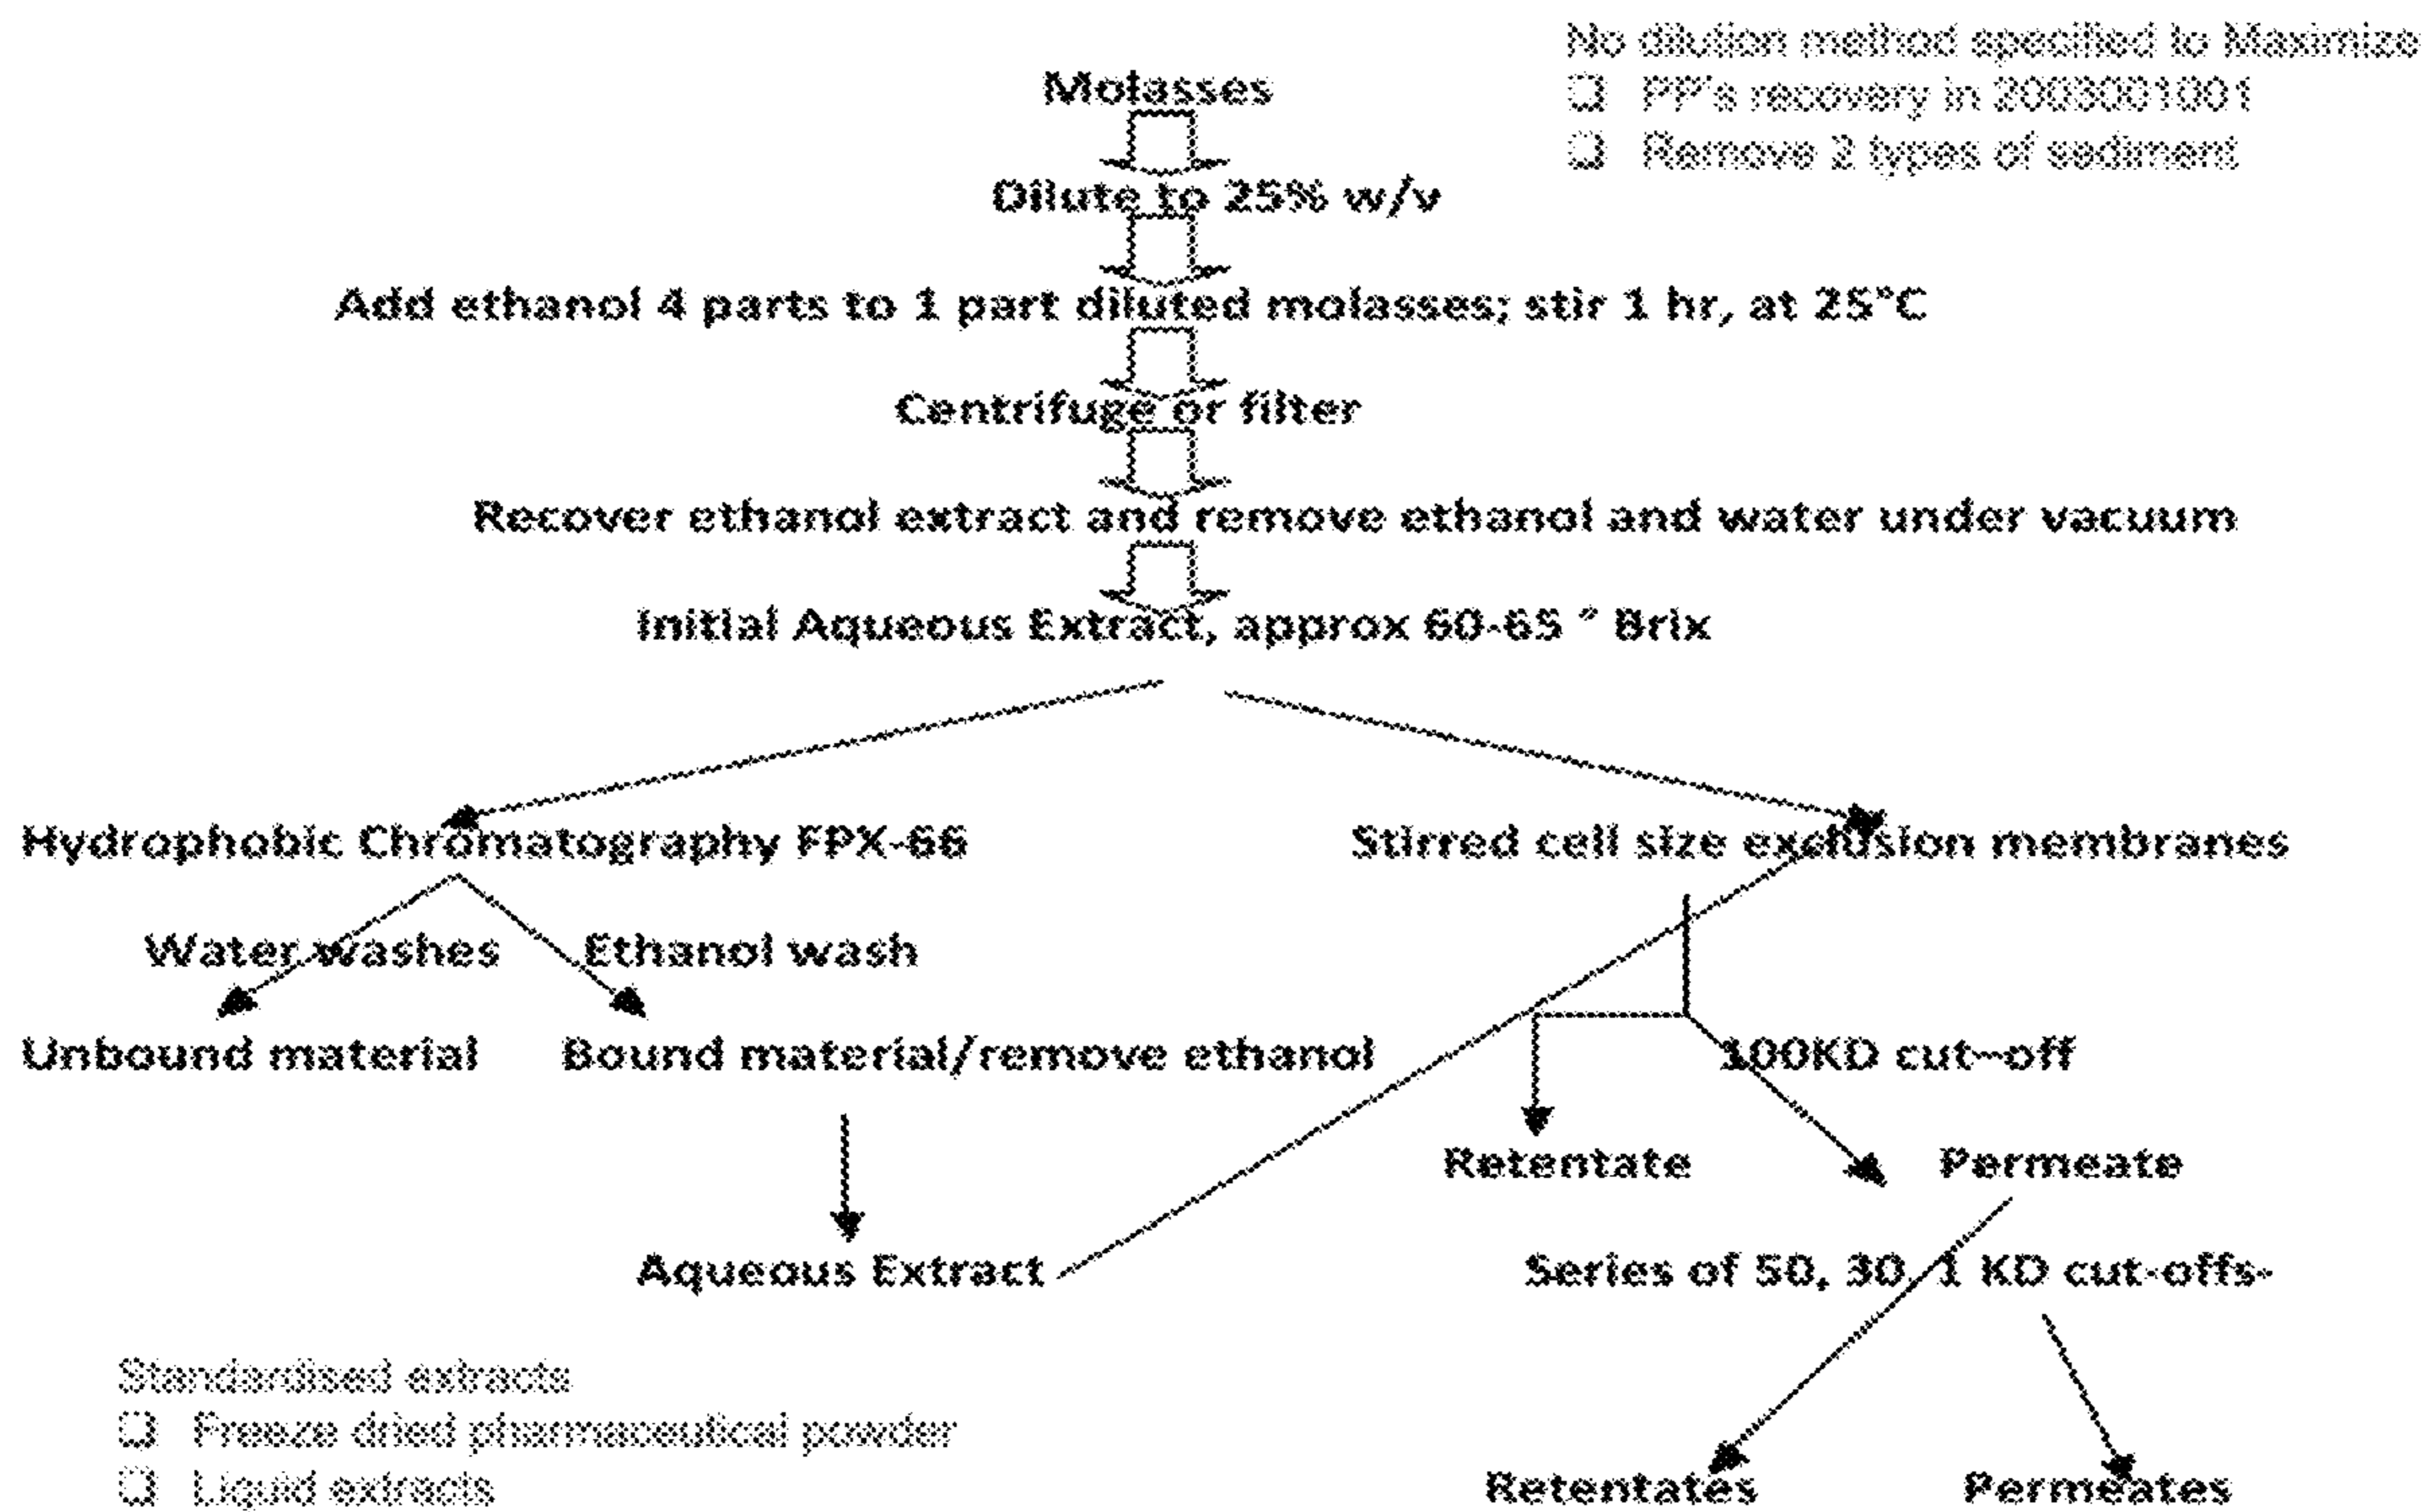 No dilution method specified to Maximize
❑ PP's recovery in 2003001001
❑ Remove 2 types of sediment
Molasses
Dilute to 25% w/v
Add ethanol 4 parts to 1 part diluted molasses; stir 1 hr, at 25°C
Centrifuge or filter
Recover ethanol extract and remove ethanol and water under vacuum
Initial Aqueous Extract, approx 60-65 ° Brix
Hydrophobic Chromatography FPX-66
Stirred cell size exclusion membranes
Water washes
Ethanol wash
Unbound material
Bound material/remove ethanol
100KD cut--off
Retentate
Permeate
Aqueous Extract
Series of 50, 30, 1 KD cut-offs-
Standardised extracts
❑ Freeze dried pharmaceutical powder
❑ Liquid extracts
Retentates
Permeates